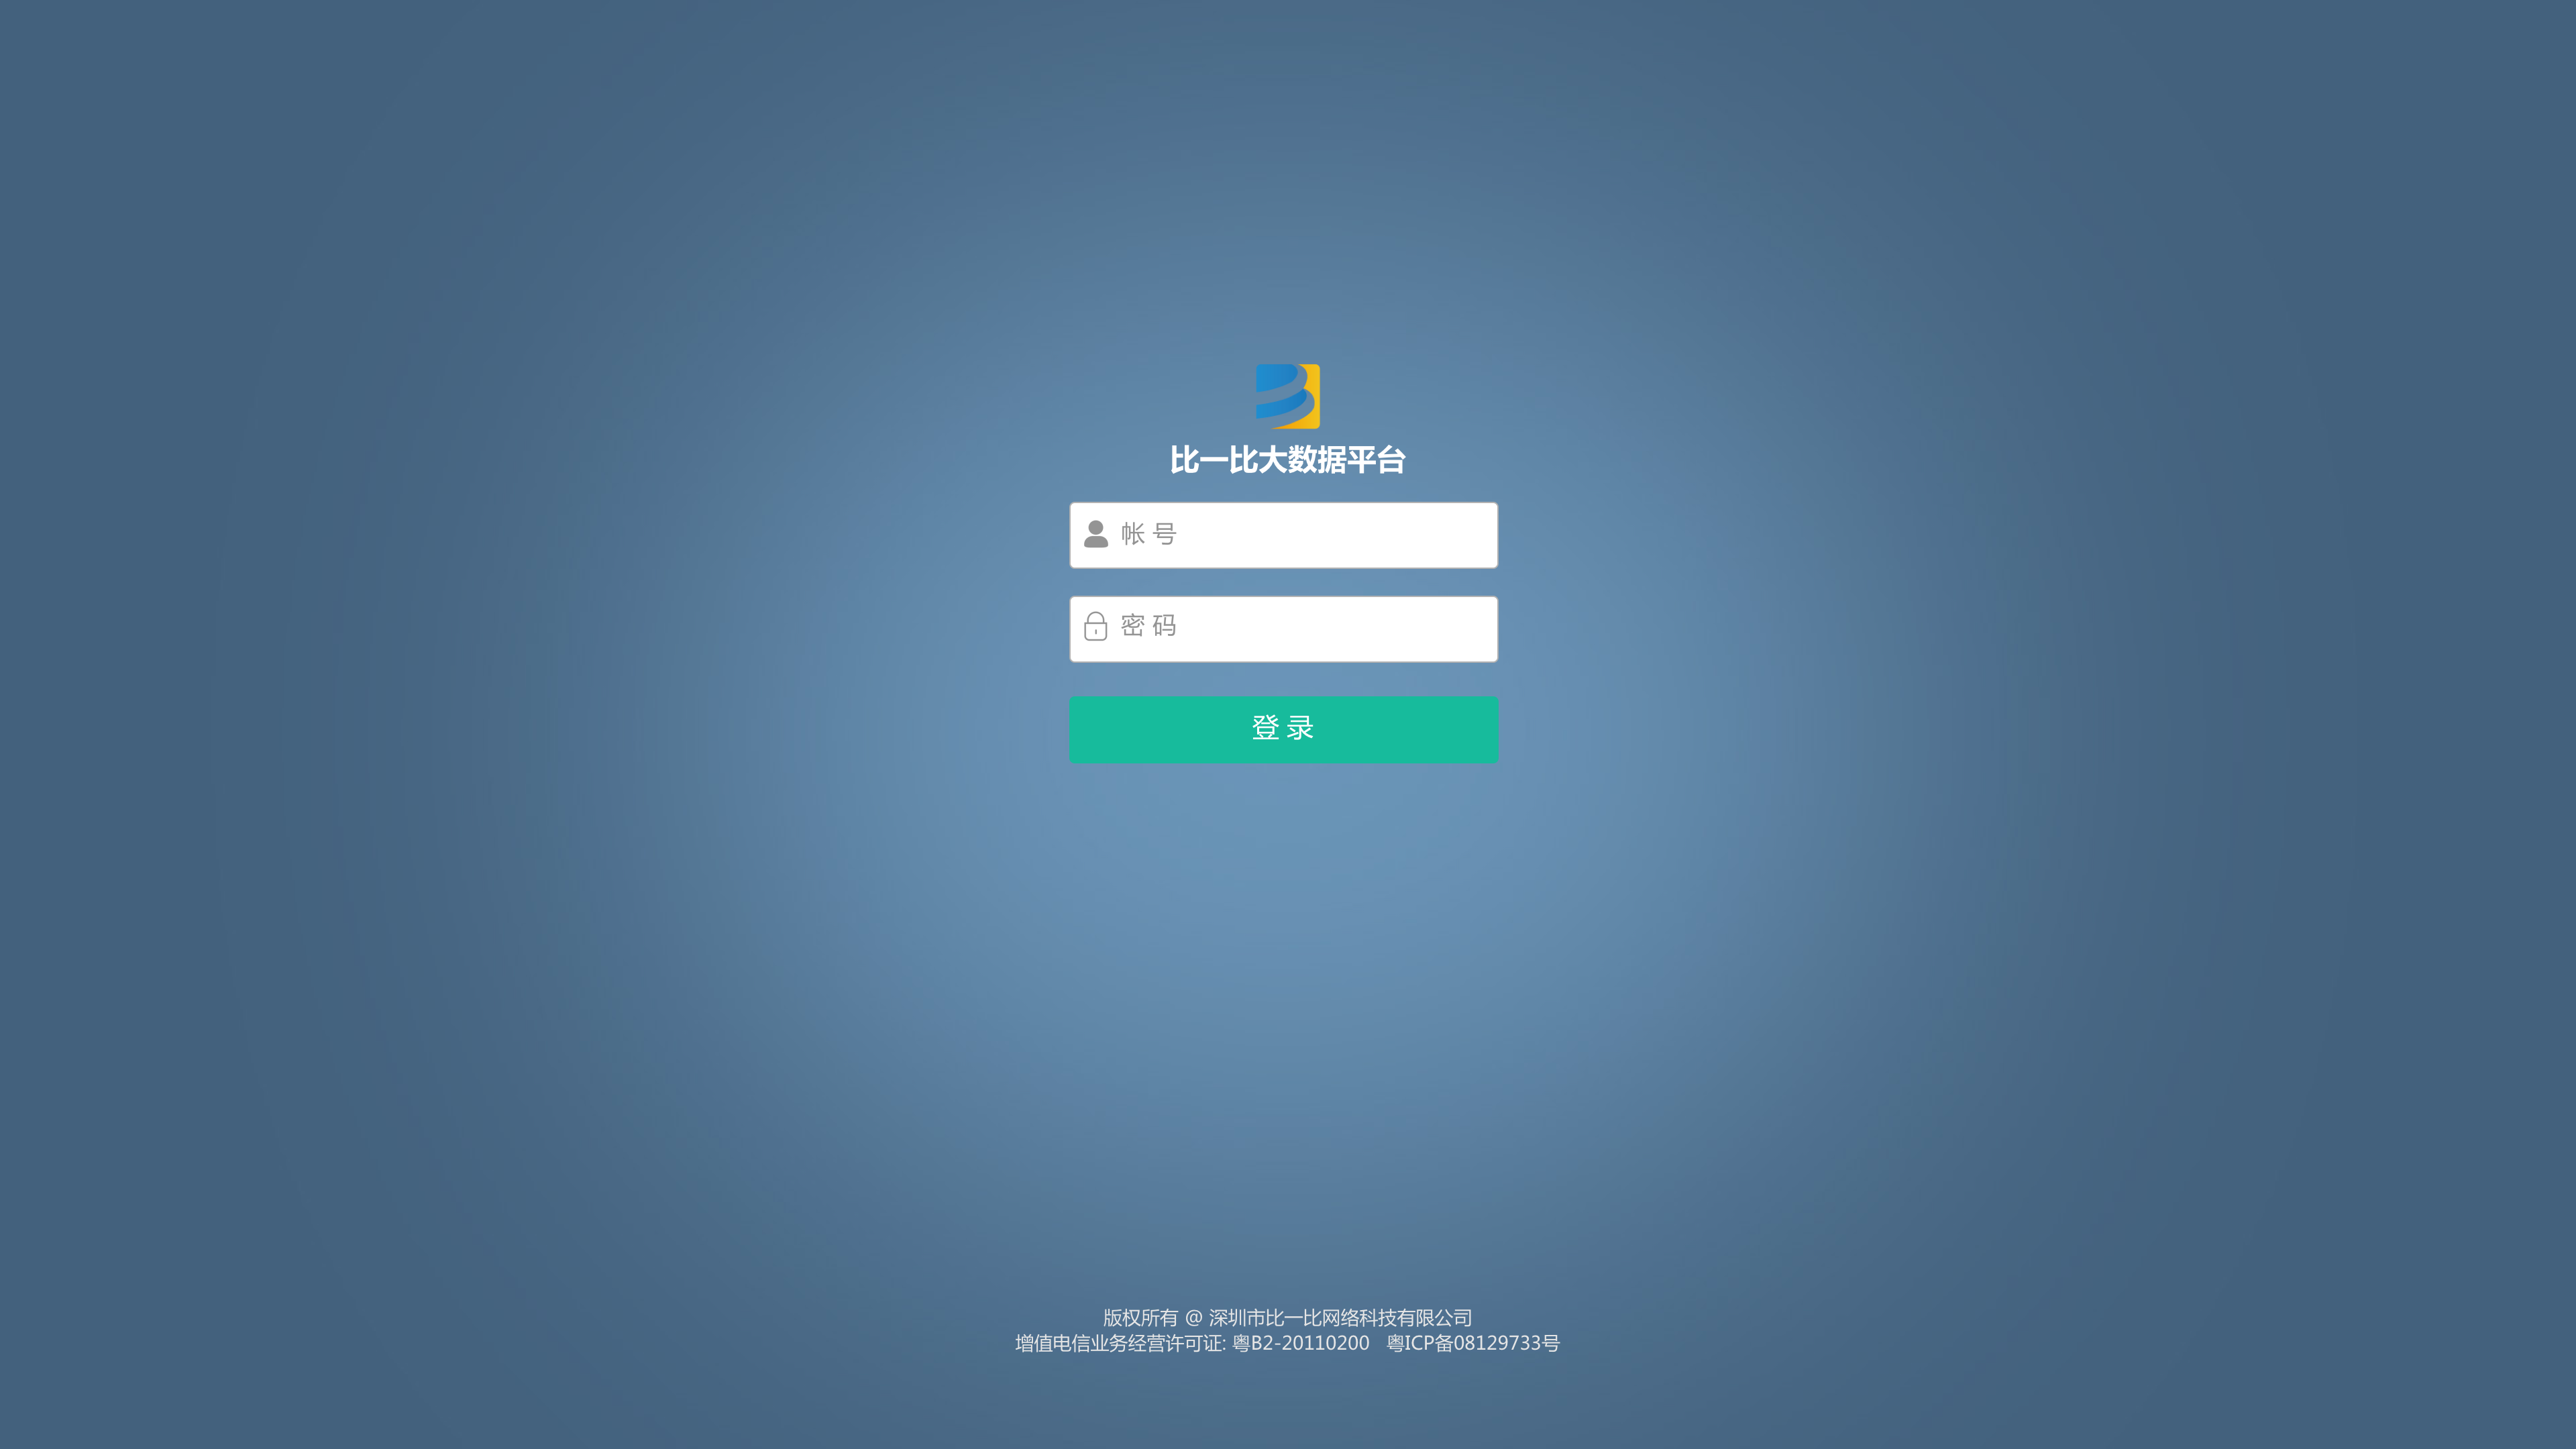 比一比大数据平台
帐 号
密 码
登 录
版权所有 @ 深圳市比一比网络科技有限公司
增值电信业务经营许可证: 粤B2-20110200 粤ICP备08129733号